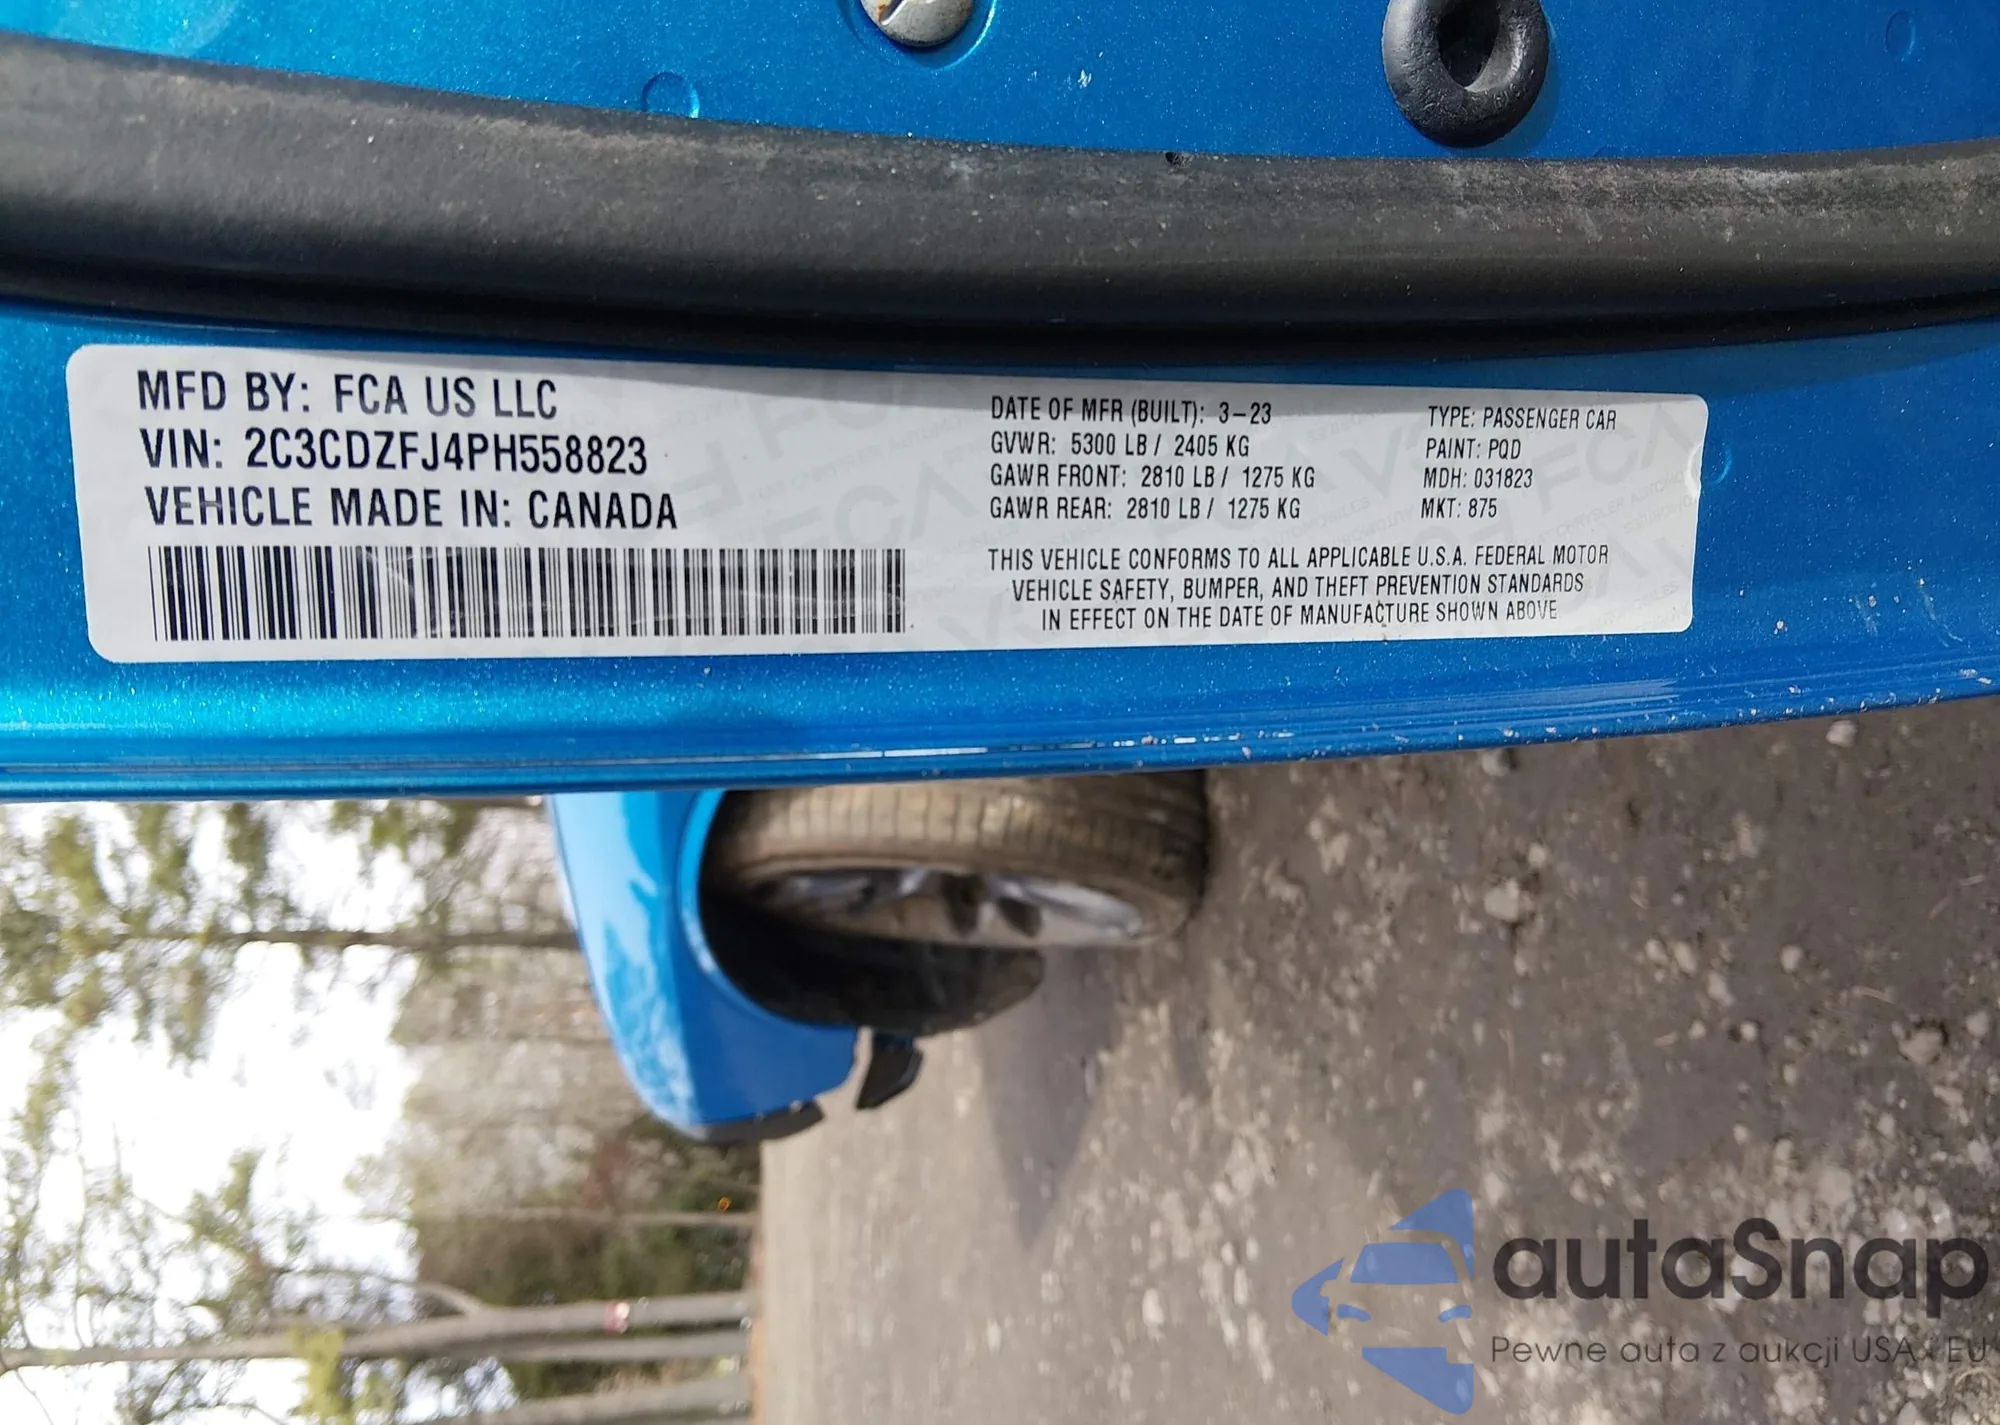 MFD BY: FCA US LLC
VIN: 2C3CDZFJ4PH558823
VEHICLE MADE IN: CANADA
DATE OF MFR (BUILT): 3-23
GVWR: 5300 LB / 2405 KG
GAWR FRONT: 2810 LB / 1275 KG
GAWR REAR: 2810 LB / 1275 KG
TYPE: PASSENGER CAR
PAINT: PQD
MDH: 031823
MKT: 875
THIS VEHICLE CONFORMS TO ALL APPLICABLE U.S.A. FEDERAL MOTOR
VEHICLE SAFETY, BUMPER, AND THEFT PREVENTION STANDARDS
IN EFFECT ON THE DATE OF MANUFACTURE SHOWN ABOVE
autaSnap
Pewne auta z aukcji USA i EU